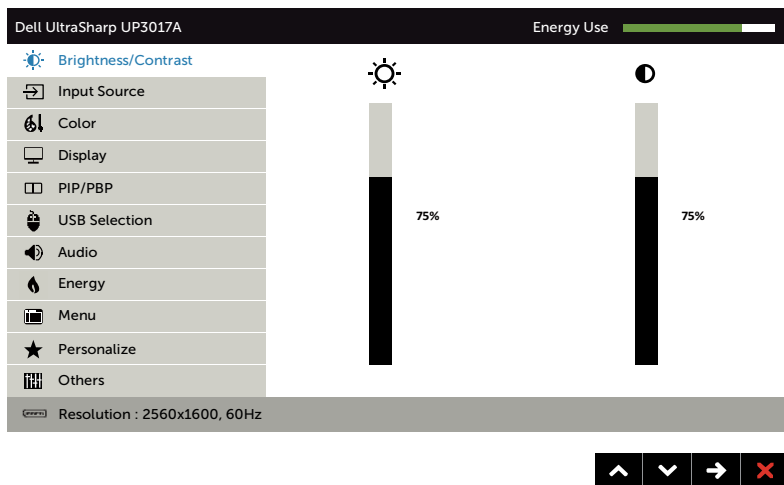 Dell UltraSharp UP3017A
Energy Use
Brightness/Contrast
Input Source
Color
Display
PIP/PBP
USB Selection
Audio
Energy
Menu
Personalize
Others
75%
75%
Resolution : 2560x1600, 60Hz